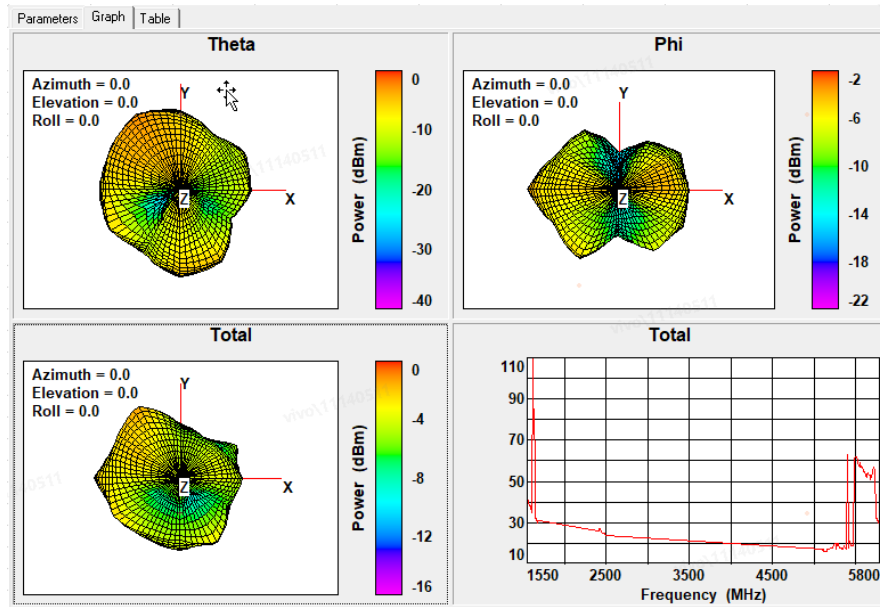 Parameters Graph Table
Theta
Azimuth = 0.0
Elevation = 0.0
Roll = 0.0
Y
X
Z
Power (dBm)
0
-10
-20
-30
-40
Phi
Azimuth = 0.0
Elevation = 0.0
Roll = 0.0
Y
X
Z
Power (dBm)
-2
-6
-10
-14
-18
-22
Total
Azimuth = 0.0
Elevation = 0.0
Roll = 0.0
Y
X
Z
Power (dBm)
0
-4
-8
-12
-16
Total
110
90
70
50
30
10
1550 2500 3500 4500 5800
Frequency (MHz)
vivo\11140511